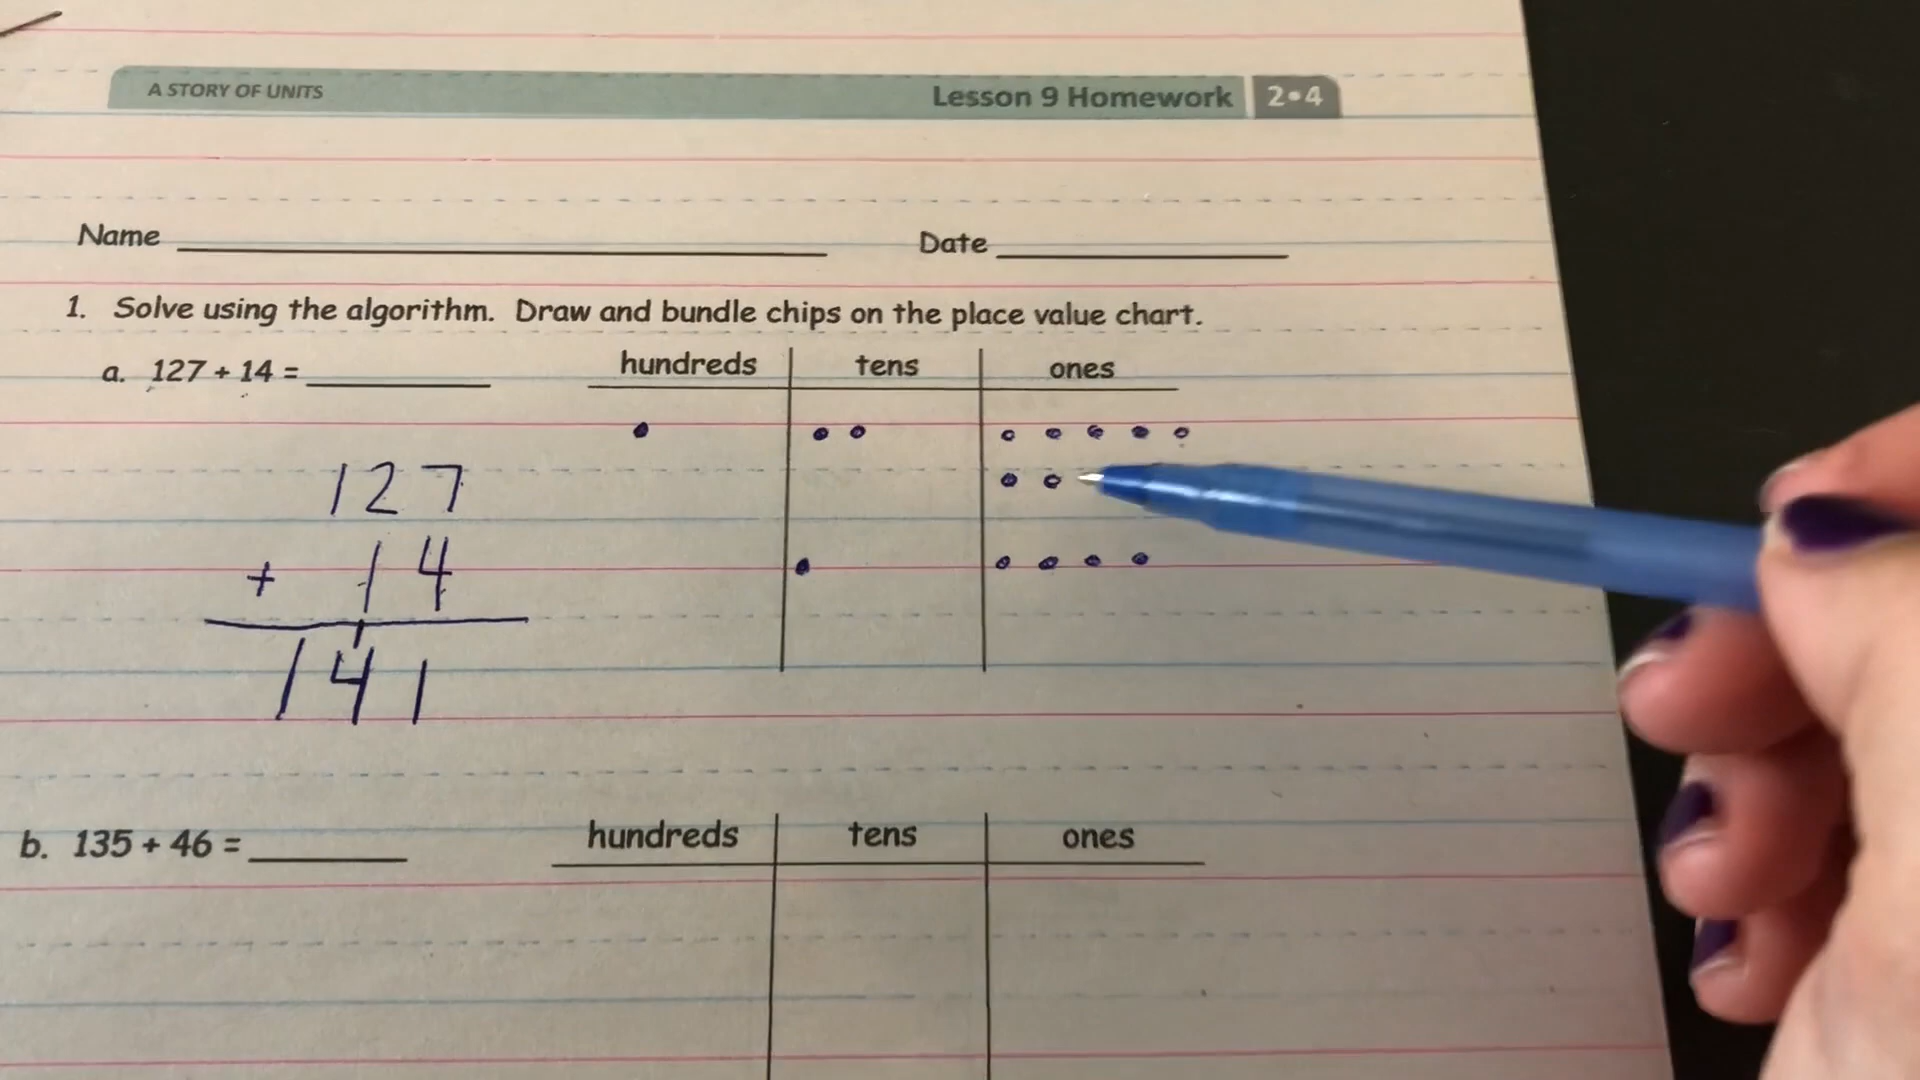 A STORY OF UNITS Lesson 9 Homework 2•4
Name Date
1. Solve using the algorithm. Draw and bundle chips on the place value chart.
a. 127 + 14 = hundreds tens ones
127
+ 14
1
141
b. 135 + 46 = hundreds tens ones